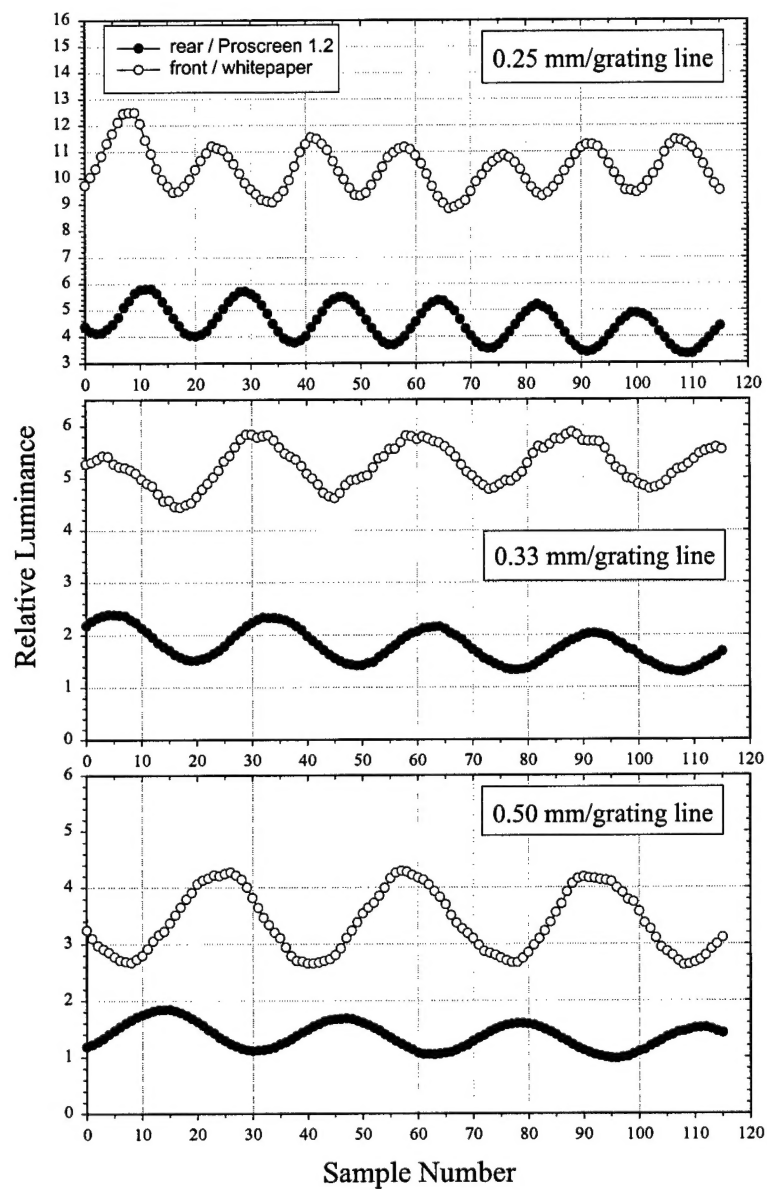 16
15
14
13
12
11
10
9
8
7
6
5
4
3
rear / Proscreen 1.2
front / whitepaper
0.25 mm/grating line
0 10 20 30 40 50 60 70 80 90 100 110 120
6
5
4
3
2
1
0
0.33 mm/grating line
0 10 20 30 40 50 60 70 80 90 100 110 120
Relative Luminance
6
5
4
3
2
1
0
0.50 mm/grating line
0 10 20 30 40 50 60 70 80 90 100 110 120
Sample Number